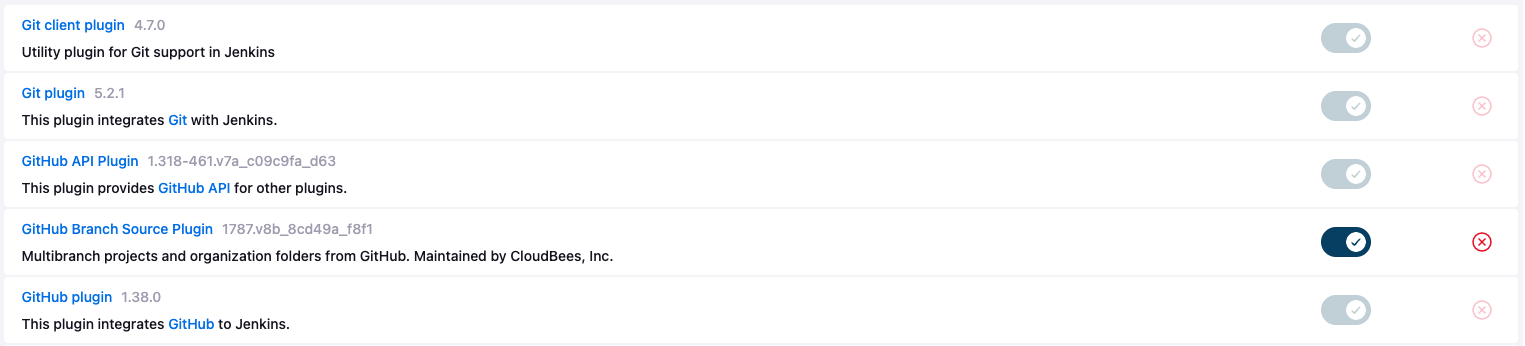 Git client plugin 4.7.0
Utility plugin for Git support in Jenkins
Git plugin 5.2.1
This plugin integrates Git with Jenkins.
GitHub API Plugin 1.318-461.v7a_c09c9fa_d63
This plugin provides GitHub API for other plugins.
GitHub Branch Source Plugin 1787.v8b_8cd49a_f8f1
Multibranch projects and organization folders from GitHub. Maintained by CloudBees, Inc.
GitHub plugin 1.38.0
This plugin integrates GitHub to Jenkins.